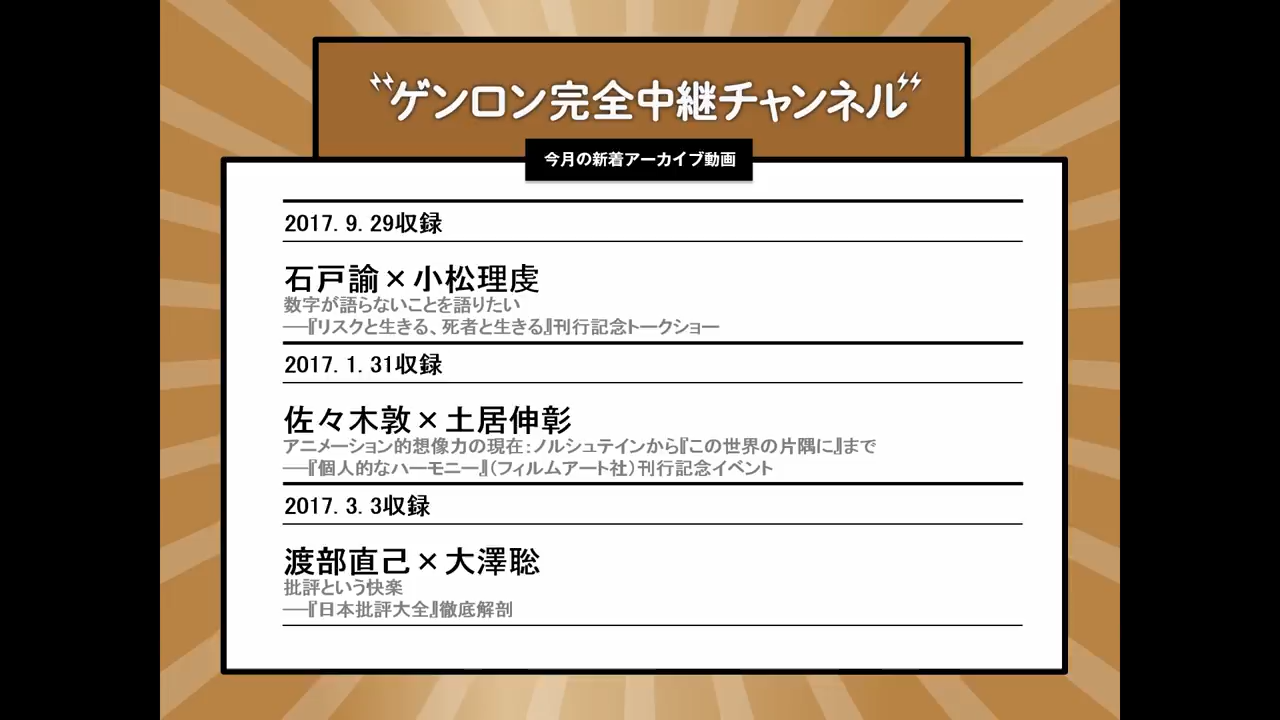 ゲンロン完全中継チャンネル
今月の新着アーカイブ動画
2017. 9. 29収録
石戸諭×小松理虔
数字が語らないことを語りたい
──『リスクと生きる、死者と生きる』刊行記念トークショー
2017. 1. 31収録
佐々木敦×土居伸彰
アニメーション的想像力の現在：ノルシュテインから『この世界の片隅に』まで
──『個人的なハーモニー』（フィルムアート社）刊行記念イベント
2017. 3. 3収録
渡部直己×大澤聡
批評という快楽
──『日本批評大全』徹底解剖